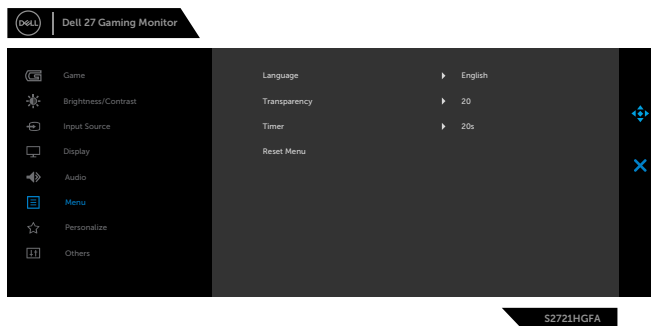 DELL
Dell 27 Gaming Monitor
Game
Language English
Brightness/Contrast
Transparency 20
Input Source
Timer 20s
Display
Reset Menu
Audio
Menu
Personalize
Others
S2721HGFA